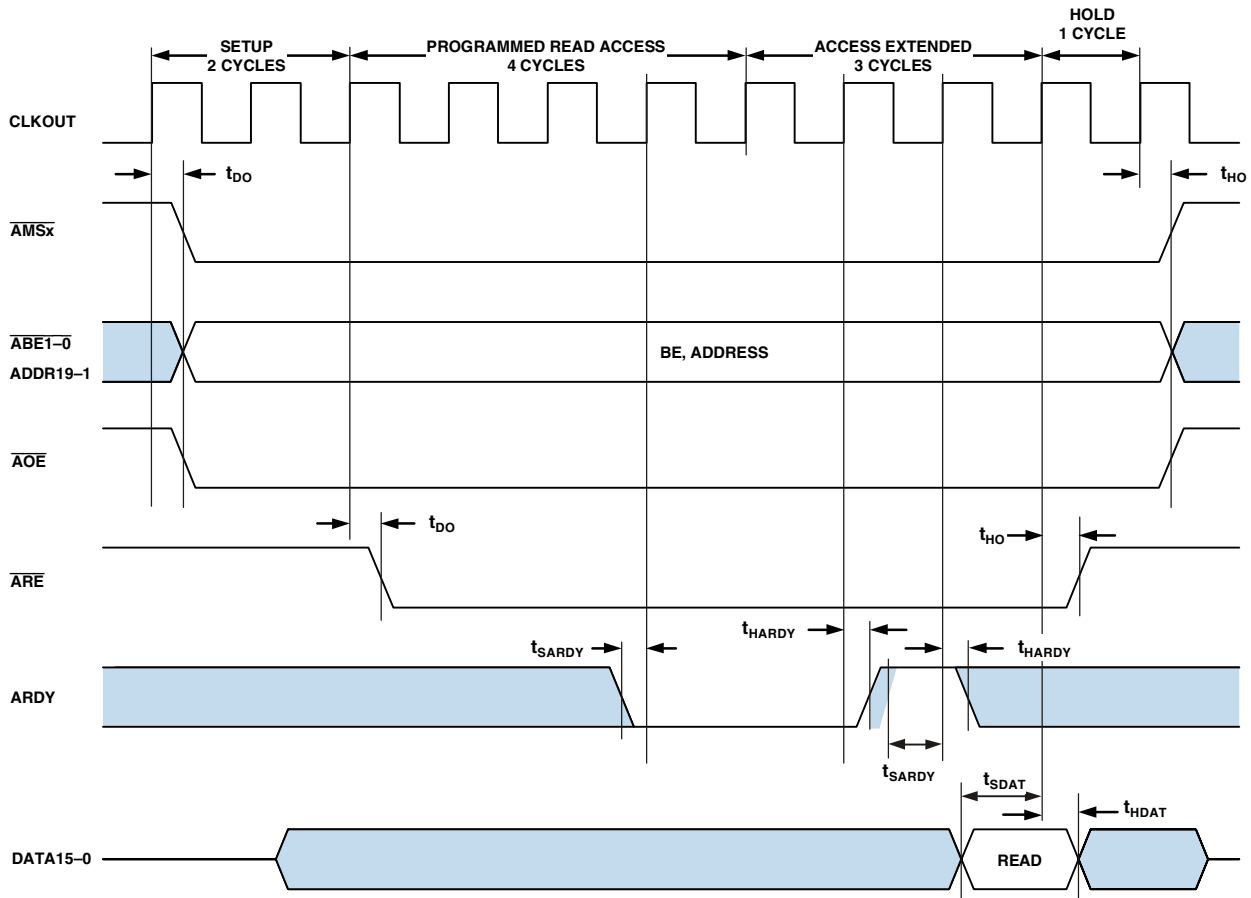 HOLD
1 CYCLE
SETUP
2 CYCLES
PROGRAMMED READ ACCESS
4 CYCLES
ACCESS EXTENDED
3 CYCLES
CLKOUT
tDO
tHO
AMSx
ABE1–0
BE, ADDRESS
ADDR19–1
AOE
tDO
tHO
ARE
tSARDY
tHARDY
tHARDY
ARDY
tSARDY
tSDAT
tHDAT
DATA15–0
READ